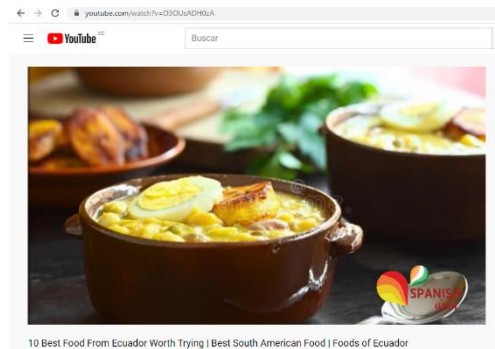 youtube.com/watch?v=D3OUsADH0zA
YouTube EC
Buscar
SPANISH
10 Best Food From Ecuador Worth Trying | Best South American Food | Foods of Ecuador